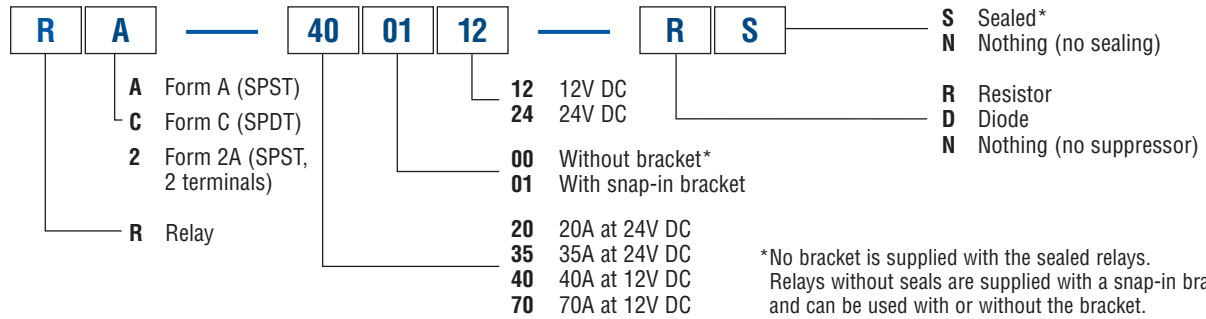 R A — 40 01 12 — R S
S Sealed*
N Nothing (no sealing)
A Form A (SPST)
C Form C (SPDT)
2 Form 2A (SPST,
2 terminals)
R Relay
12 12V DC
24 24V DC
00 Without bracket*
01 With snap-in bracket
20 20A at 24V DC
35 35A at 24V DC
40 40A at 12V DC
70 70A at 12V DC
R Resistor
D Diode
N Nothing (no suppressor)
*No bracket is supplied with the sealed relays.
Relays without seals are supplied with a snap-in
and can be used with or without the bracket.